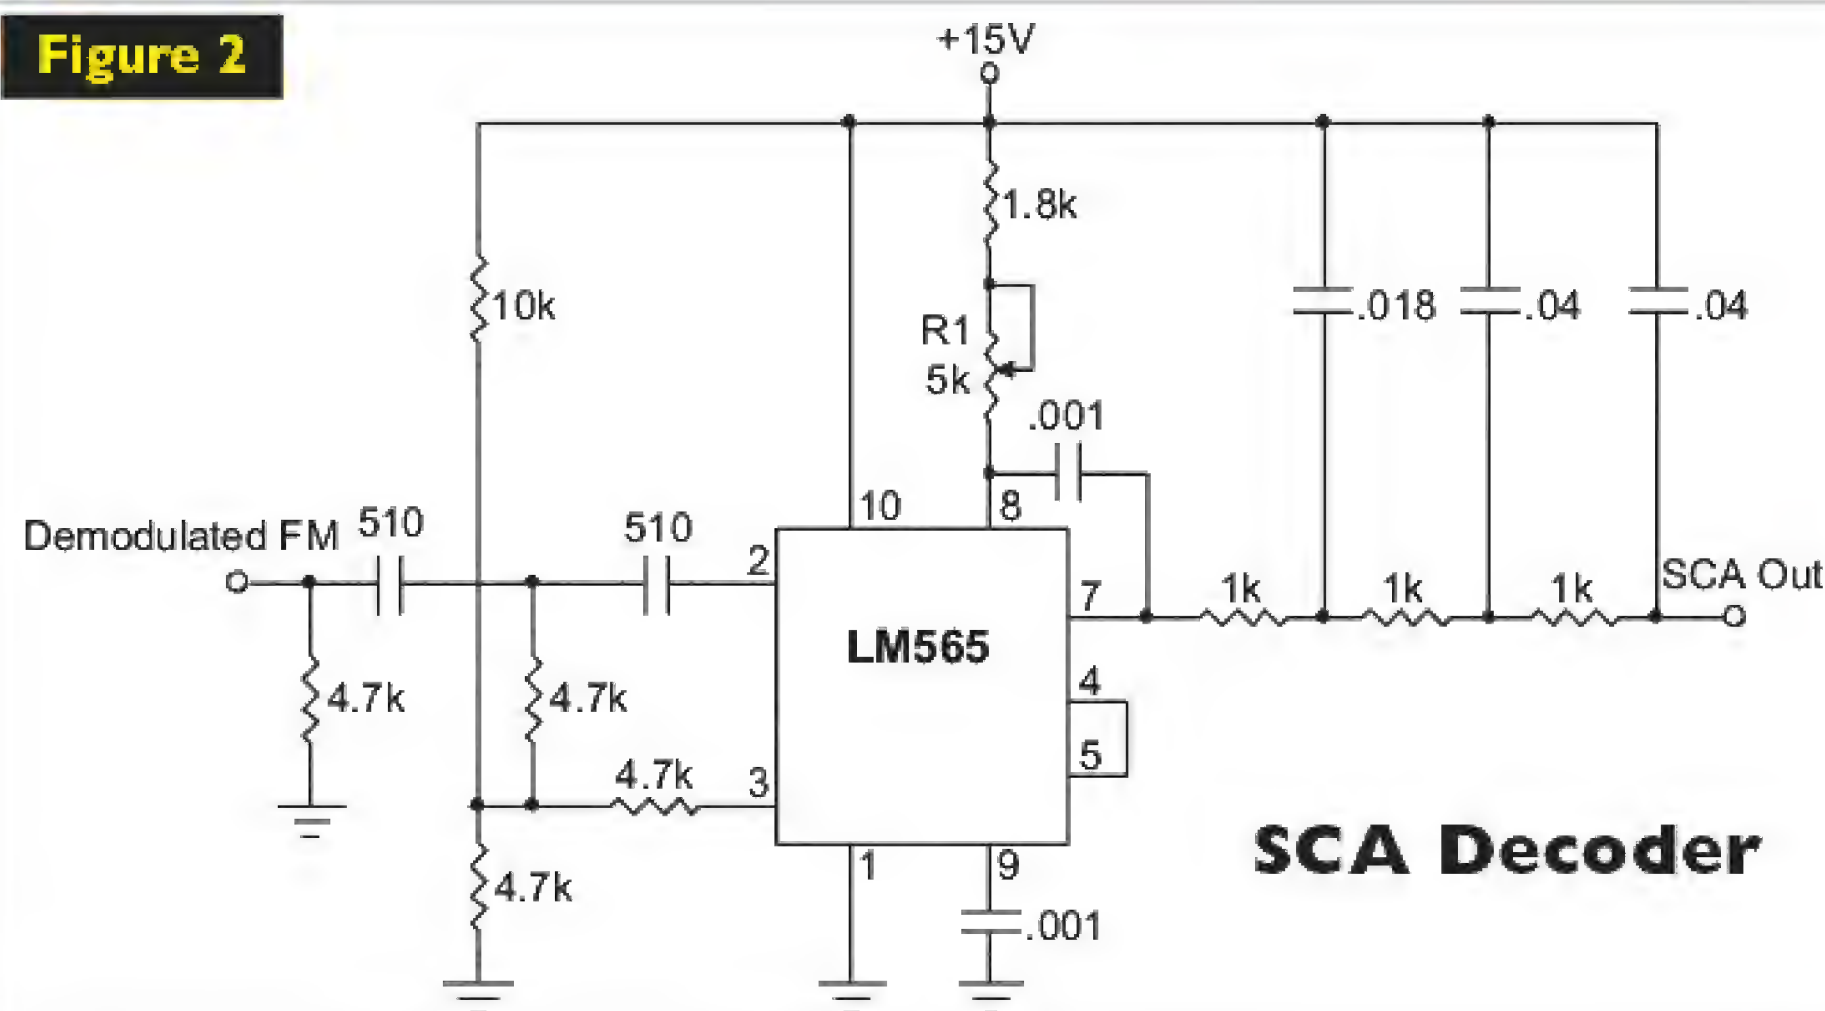 Figure 2
+15V
1.8k
10k
R1
5k
.018
.04
.04
.001
Demodulated FM
510
510
2
10
8
7
1k
1k
1k
SCA Out
LM565
4.7k
4.7k
4.7k
3
4
5
4.7k
1
9
.001
SCA Decoder